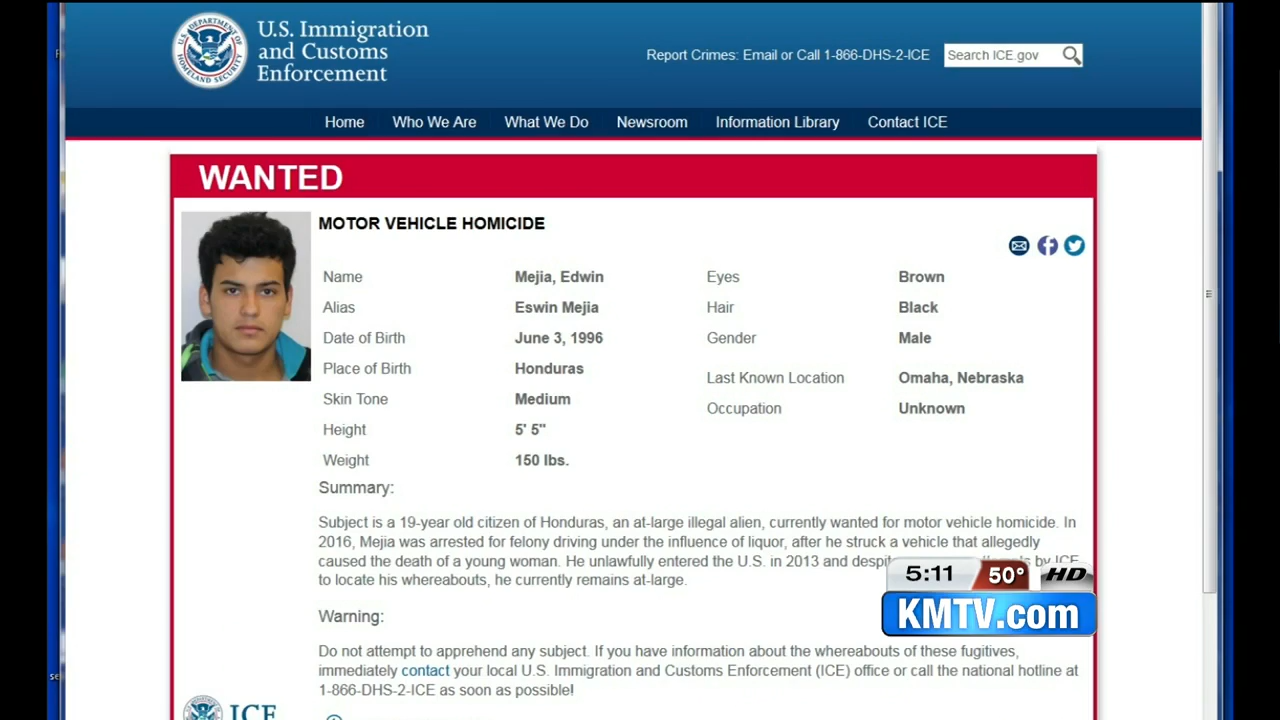 U.S. Immigration
and Customs
Enforcement
U.S. DEPARTMENT OF
HOMELAND SECURITY
Report Crimes: Email or Call 1-866-DHS-2-ICE
Search ICE.gov
Home Who We Are What We Do Newsroom Information Library Contact ICE
WANTED
MOTOR VEHICLE HOMICIDE
Name Mejia, Edwin Eyes Brown
Alias Eswin Mejia Hair Black
Date of Birth June 3, 1996 Gender Male
Place of Birth Honduras
Last Known Location Omaha, Nebraska
Skin Tone Medium
Occupation Unknown
Height 5' 5"
Weight 150 lbs.
Summary:
Subject is a 19-year old citizen of Honduras, an at-large illegal alien, currently wanted for motor vehicle homicide. In
2016, Mejia was arrested for felony driving under the influence of liquor, after he struck a vehicle that allegedly
caused the death of a young woman. He unlawfully entered the U.S. in 2013 and by ICE
to locate his whereabouts, he currently remains at-large.
5:11 50° HD
KMTV.com
Warning:
Do not attempt to apprehend any subject. If you have information about the whereabouts of these fugitives,
immediately contact your local U.S. Immigration and Customs Enforcement (ICE) office or call the national hotline at
1-866-DHS-2-ICE as soon as possible!
ICE